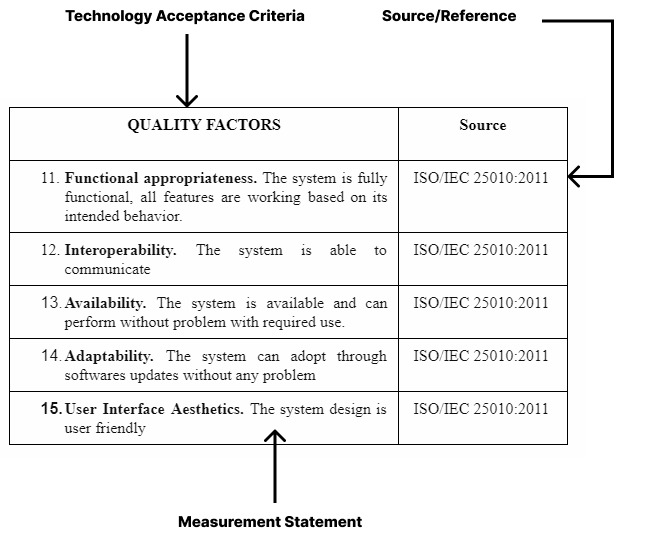 Technology Acceptance Criteria
Source/Reference
QUALITY FACTORS
Source
11. Functional appropriateness. The system is fully
functional, all features are working based on its
intended behavior.
ISO/IEC 25010:2011
12. Interoperability. The system is able to
communicate
ISO/IEC 25010:2011
13. Availability. The system is available and can
perform without problem with required use.
ISO/IEC 25010:2011
14. Adaptability. The system can adopt through
softwares updates without any problem
ISO/IEC 25010:2011
15. User Interface Aesthetics. The system design is
user friendly
ISO/IEC 25010:2011
Measurement Statement